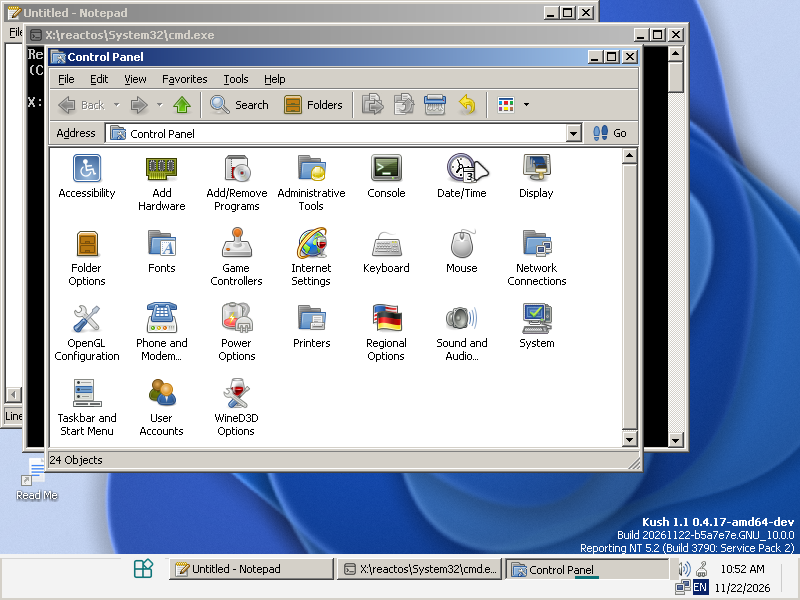 Untitled - Notepad
X:\reactos\System32\cmd.exe
Control Panel
File Edit View Favorites Tools Help
Back Search Folders
Address Control Panel Go
Accessibility
Add Hardware
Add/Remove Programs
Administrative Tools
Console
Date/Time
Display
Folder Options
Fonts
Game Controllers
Internet Settings
Keyboard
Mouse
Network Connections
OpenGL Configuration
Phone and Modem...
Power Options
Printers
Regional Options
Sound and Audio...
System
Taskbar and Start Menu
User Accounts
WineD3D Options
24 Objects
Read Me
Kush 1.1 0.4.17-amd64-dev
Build 20261122-b5a7e7e.GNU_10.0.0
Reporting NT 5.2 (Build 3790: Service Pack 2)
Untitled - Notepad
X:\reactos\System32\cmd.e...
Control Panel
10:52 AM
EN 11/22/2026